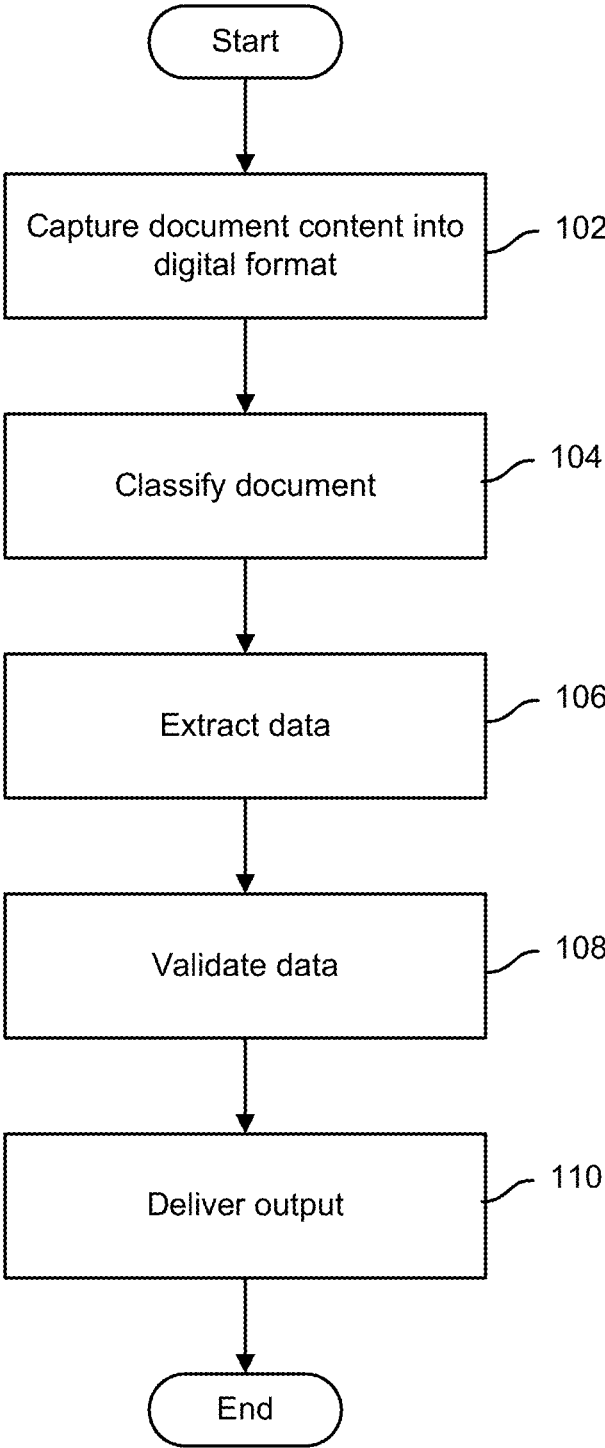 Start
Capture document content into
digital format
102
Classify document
104
Extract data
106
Validate data
108
Deliver output
110
End